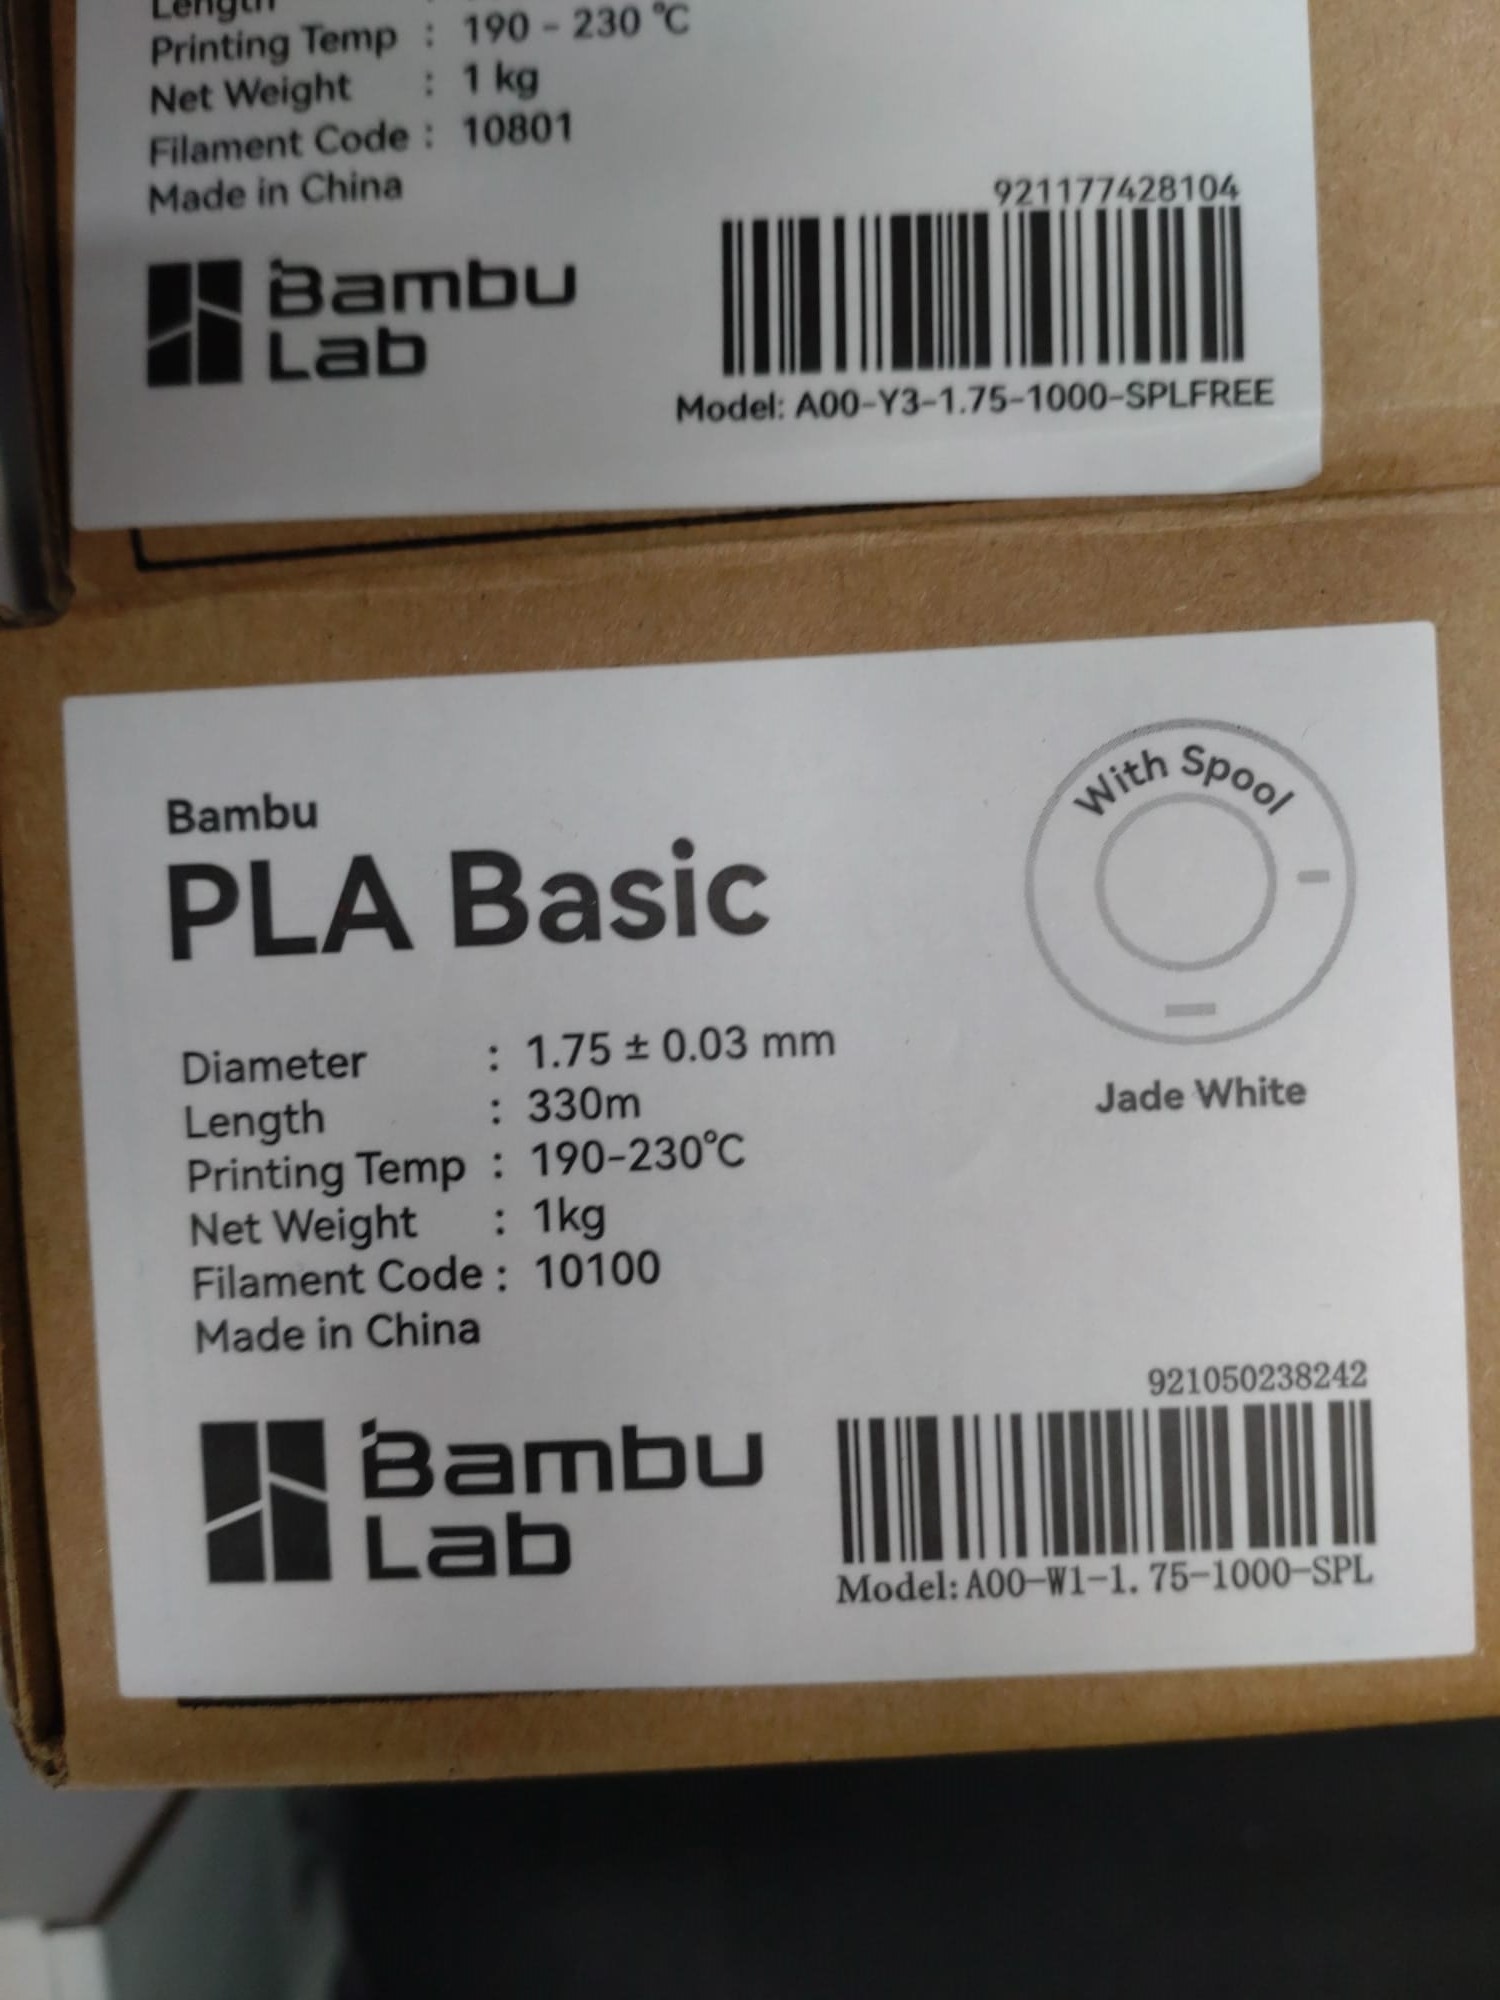 Length :
Printing Temp : 190 - 230 ℃
Net Weight : 1 kg
Filament Code : 10801
Made in China
921177428104
Bambu
Lab
Model: A00-Y3-1.75-1000-SPLFREE
With Spool
Bambu
PLA Basic
Jade White
Diameter : 1.75 ± 0.03 mm
Length : 330m
Printing Temp : 190-230℃
Net Weight : 1kg
Filament Code : 10100
Made in China
921050238242
Bambu
Lab
Model: A00-W1-1.75-1000-SPL